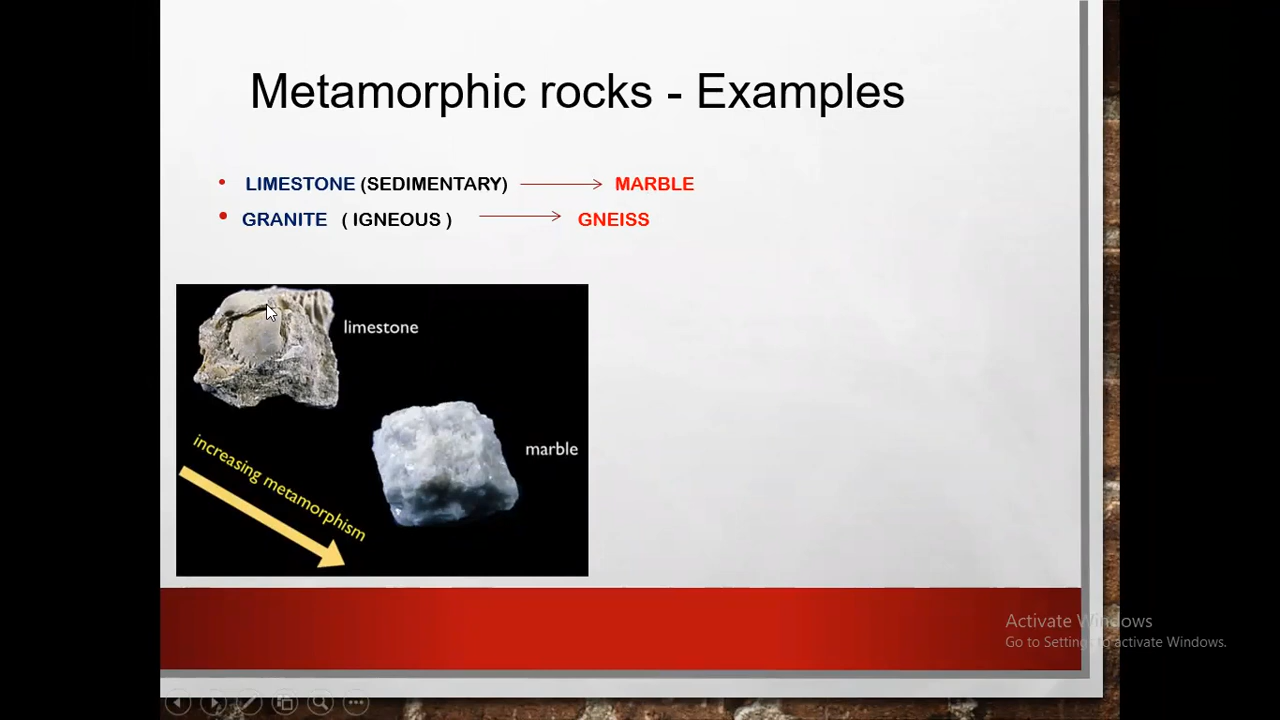 Metamorphic rocks - Examples
• LIMESTONE (SEDIMENTARY) → MARBLE
• GRANITE ( IGNEOUS ) → GNEISS
limestone
marble
increasing metamorphism
Activate Windows
Go to Settings to activate Windows.